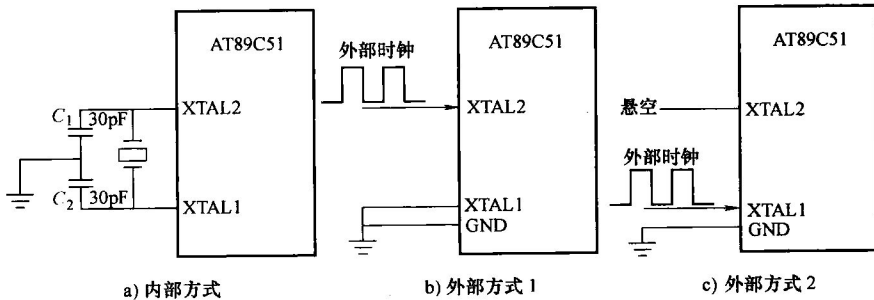 AT89C51
XTAL2
C1 30pF
C2 30pF
XTAL1
a) 内部方式
AT89C51
外部时钟
XTAL2
XTAL1
GND
b) 外部方式 1
AT89C51
悬空
XTAL2
外部时钟
XTAL1
GND
c) 外部方式 2